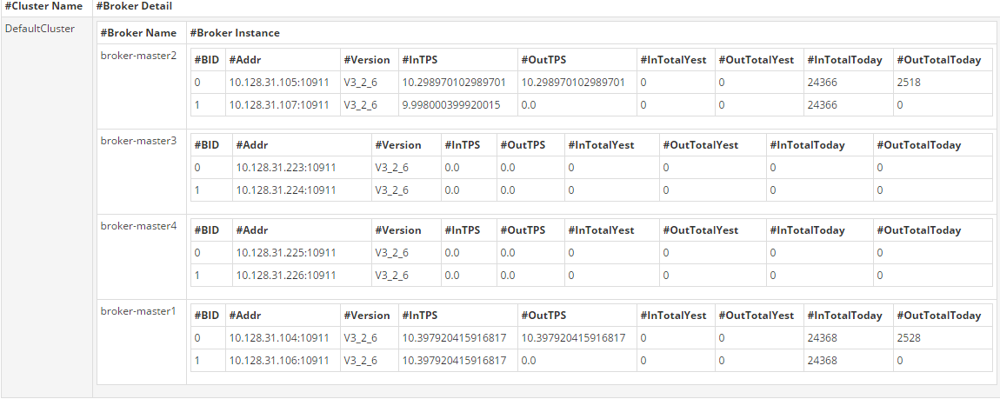 #Cluster Name #Broker Detail
DefaultCluster #Broker Name #Broker Instance
broker-master2 #BID #Addr #Version #InTPS #OutTPS #InTotalYest #OutTotalYest #InTotalToday #OutTotalToday
0 10.128.31.105:10911 V3_2_6 10.298970102989701 10.298970102989701 0 0 24366 2518
1 10.128.31.107:10911 V3_2_6 9.998000399920015 0.0 0 0 24366 0
broker-master3 #BID #Addr #Version #InTPS #OutTPS #InTotalYest #OutTotalYest #InTotalToday #OutTotalToday
0 10.128.31.223:10911 V3_2_6 0.0 0.0 0 0 0 0
1 10.128.31.224:10911 V3_2_6 0.0 0.0 0 0 0 0
broker-master4 #BID #Addr #Version #InTPS #OutTPS #InTotalYest #OutTotalYest #InTotalToday #OutTotalToday
0 10.128.31.225:10911 V3_2_6 0.0 0.0 0 0 0 0
1 10.128.31.226:10911 V3_2_6 0.0 0.0 0 0 0 0
broker-master1 #BID #Addr #Version #InTPS #OutTPS #InTotalYest #OutTotalYest #InTotalToday #OutTotalToday
0 10.128.31.104:10911 V3_2_6 10.397920415916817 10.397920415916817 0 0 24368 2528
1 10.128.31.106:10911 V3_2_6 10.397920415916817 0.0 0 0 24368 0